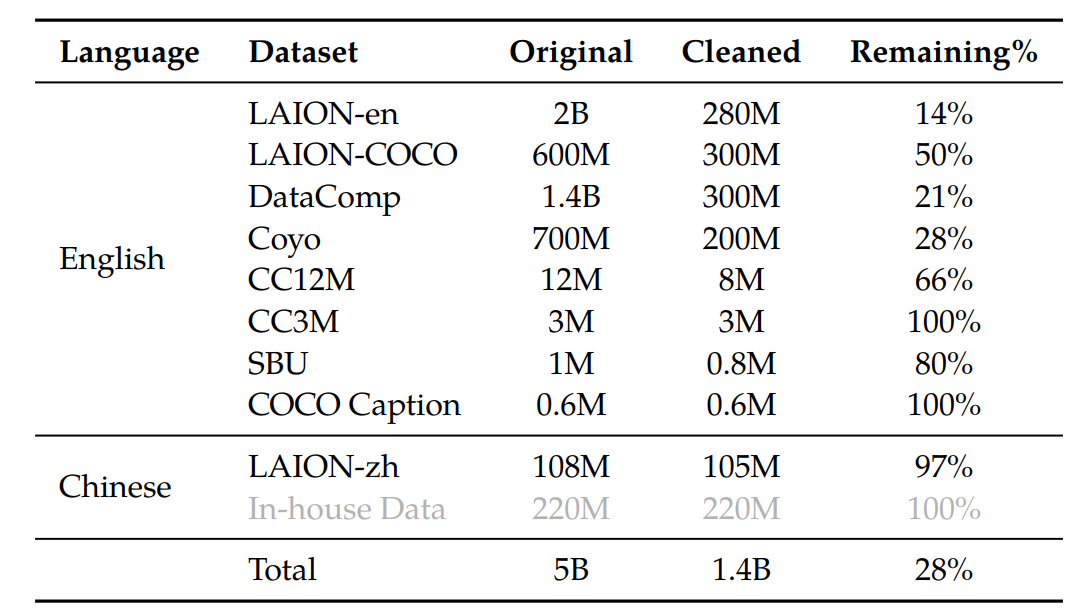 Language Dataset Original Cleaned Remaining%
LAION-en 2B 280M 14%
LAION-COCO 600M 300M 50%
DataComp 1.4B 300M 21%
Coyo 700M 200M 28%
English
CC12M 12M 8M 66%
CC3M 3M 3M 100%
SBU 1M 0.8M 80%
COCO Caption 0.6M 0.6M 100%
LAION-zh 108M 105M 97%
Chinese
In-house Data 220M 220M 100%
Total 5B 1.4B 28%